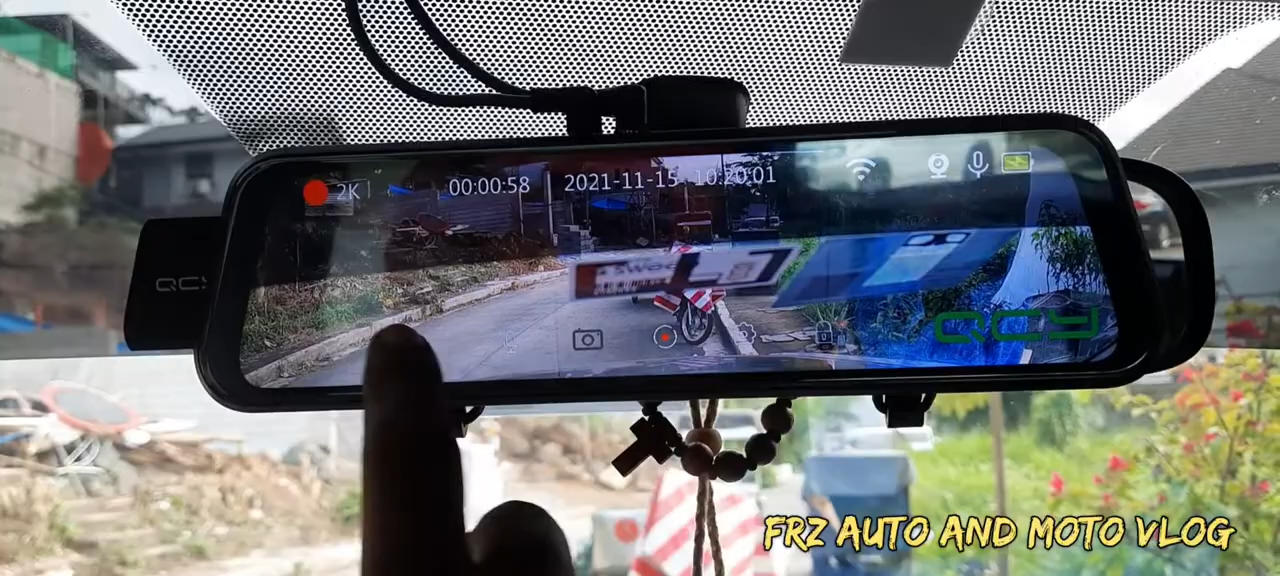 2K 00:00:58 2021-11-15 10:20:01
QCY
QCY
FRZ AUTO AND MOTO VLOG